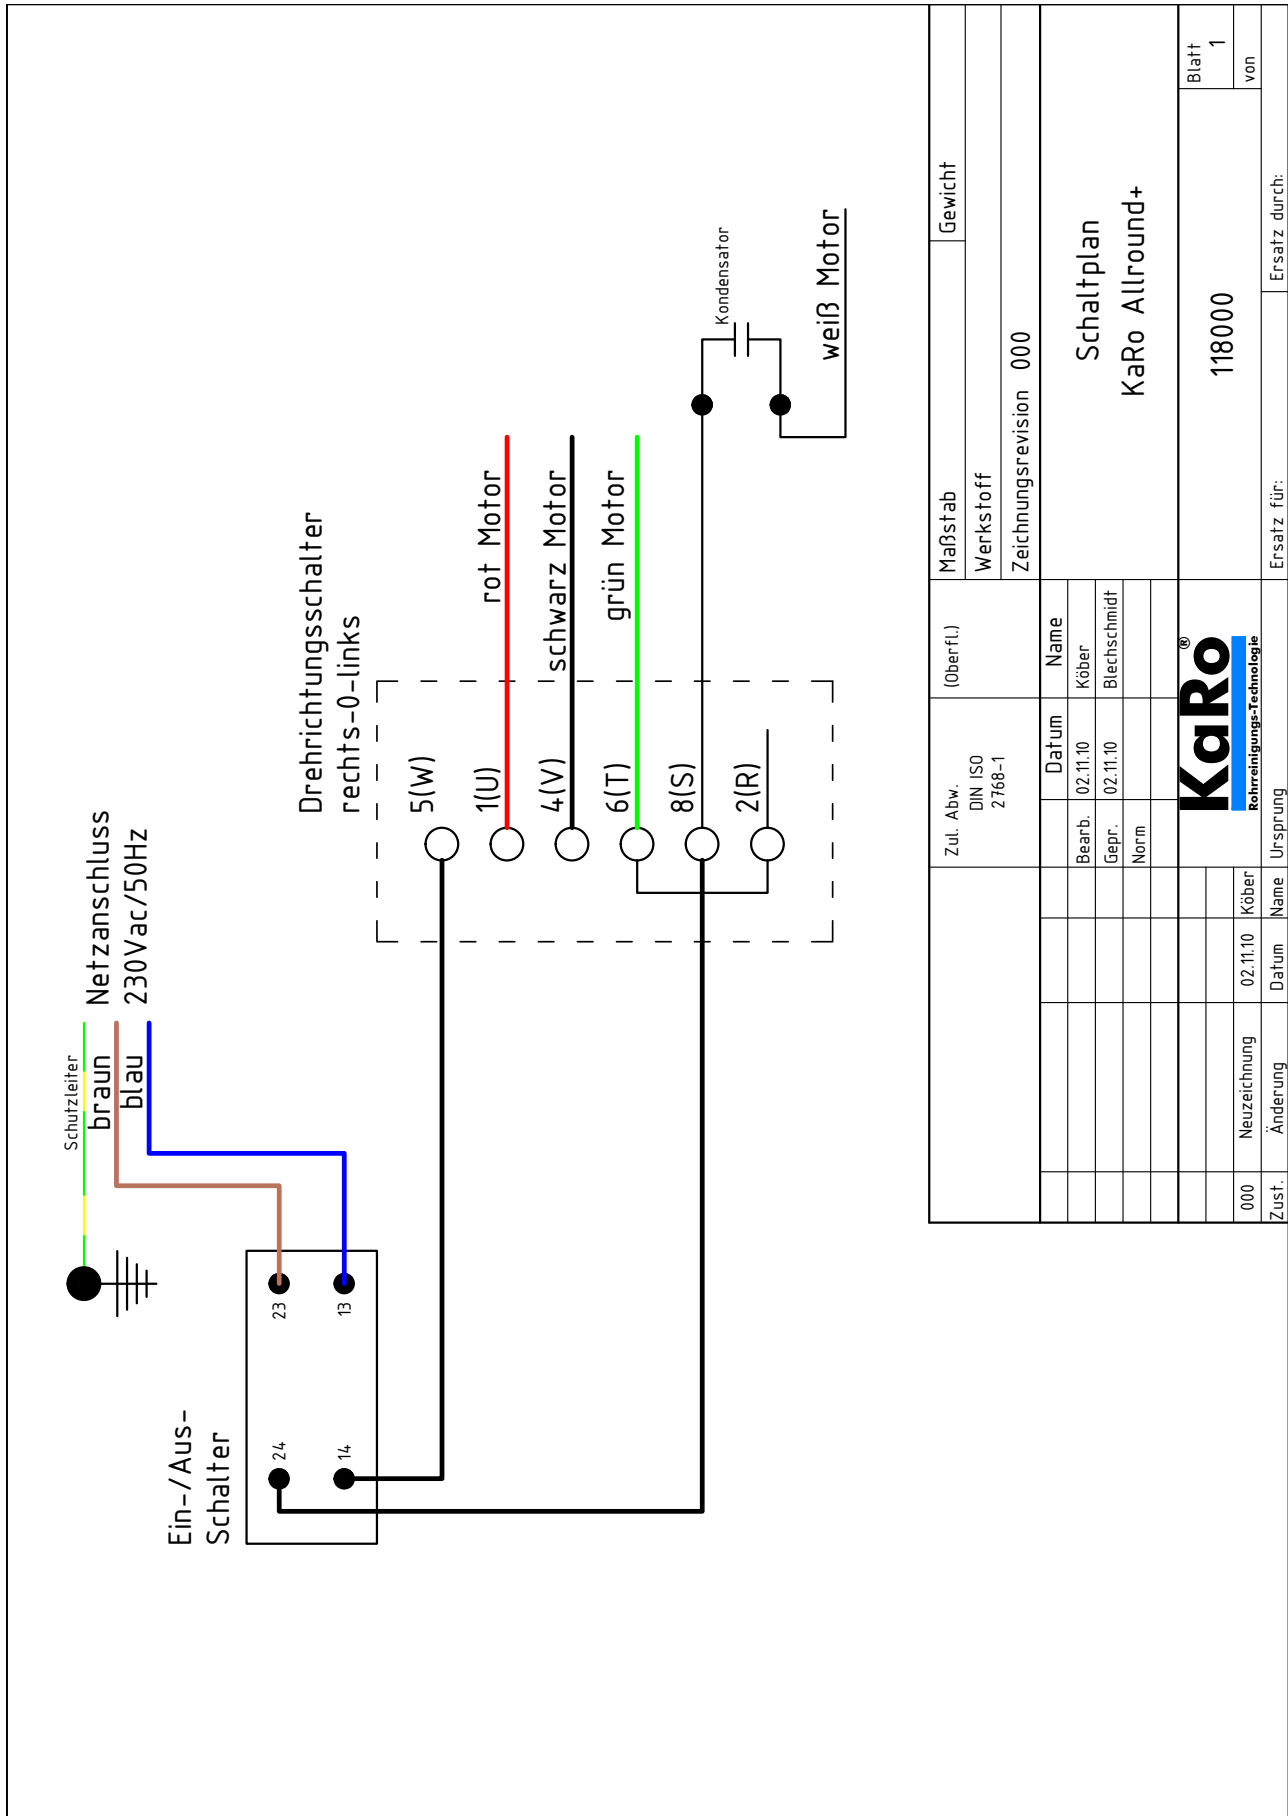 Schutzleiter
braun
blau
Netzanschluss
230Vac/50Hz
Ein-/Aus-
Schalter
24
23
14
13
Drehrichtungsschalter
rechts-0-links
5(W)
1(U)
rot Motor
4(V)
schwarz Motor
6(T)
grün Motor
8(S)
2(R)
Kondensator
weiß Motor
Zul. Abw.
DIN ISO
2768-1
(Oberfl.)
Maßstab
Gewicht
Werkstoff
Zeichnungsrevision 000
Datum
Name
Bearb.
02.11.10
Köber
Gepr.
02.11.10
Blechschmidt
Norm
Schaltplan
KaRo Allround+
KaRo®
Rohrreinigungs-Technologie
118000
Blatt
1
von
000
Neuzeichnung
02.11.10
Köber
Zust.
Änderung
Datum
Name
Ursprung
Ersatz für:
Ersatz durch: